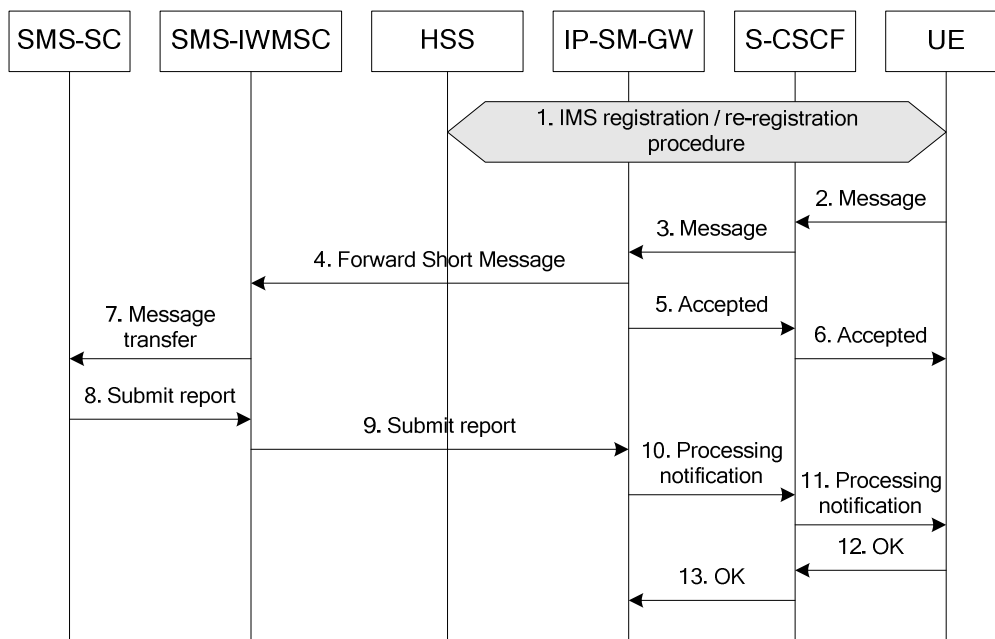 SMS-SC
SMS-IWMSC
HSS
IP-SM-GW
S-CSCF
UE
1. IMS registration / re-registration
procedure
2. Message
3. Message
4. Forward Short Message
5. Accepted
7. Message
transfer
6. Accepted
8. Submit report
9. Submit report
10. Processing
notification
11. Processing
notification
12. OK
13. OK